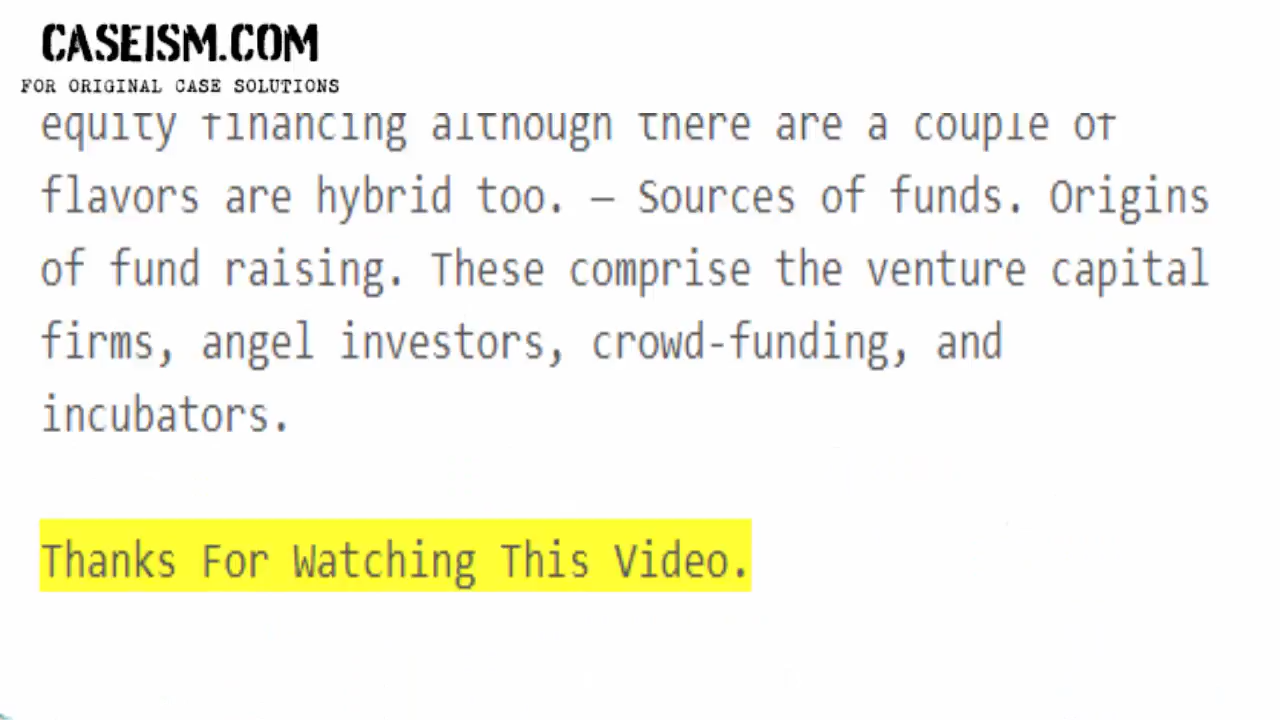 CASEISM.COM
FOR ORIGINAL CASE SOLUTIONS
equity financing although there are a couple of
flavors are hybrid too. – Sources of funds. Origins
of fund raising. These comprise the venture capital
firms, angel investors, crowd-funding, and
incubators.
Thanks For Watching This Video.